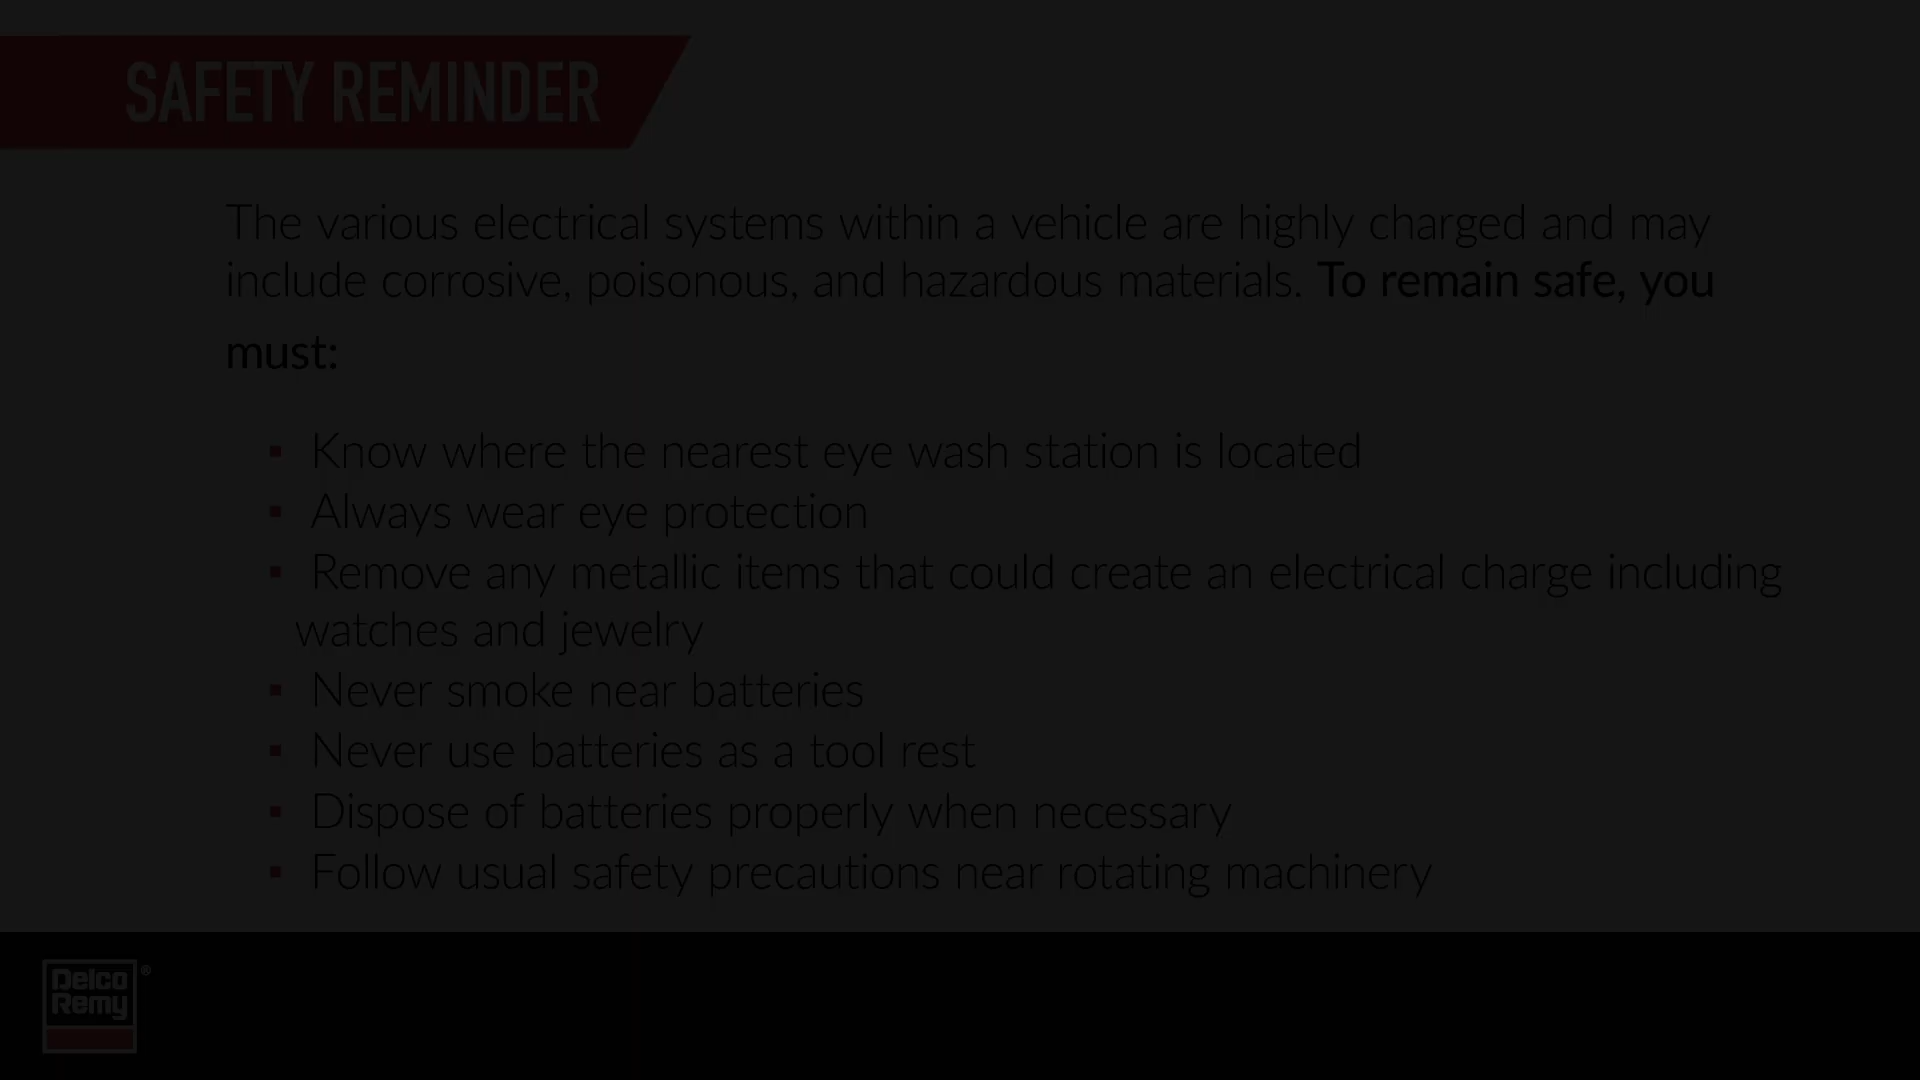 SAFETY REMINDER
The various electrical systems within a vehicle are highly charged and may
include corrosive, poisonous, and hazardous materials. To remain safe, you
must:
▪ Know where the nearest eye wash station is located
▪ Always wear eye protection
▪ Remove any metallic items that could create an electrical charge including
watches and jewelry
▪ Never smoke near batteries
▪ Never use batteries as a tool rest
▪ Dispose of batteries properly when necessary
▪ Follow usual safety precautions near rotating machinery
Delco ®
Remy